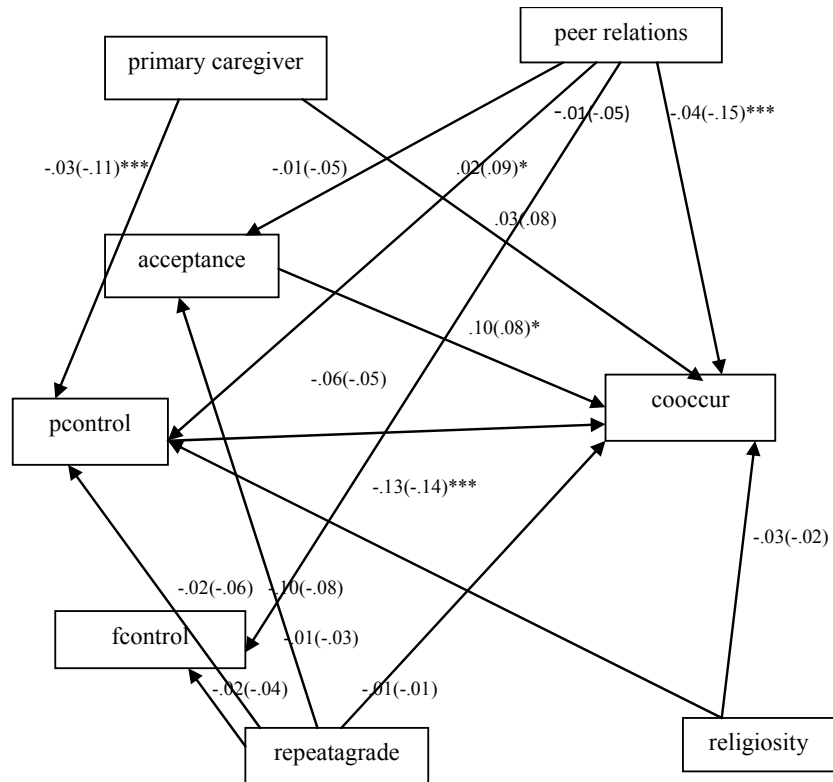 peer relations
primary caregiver
-.01(-.05)
-.04(-.15)***
-.03(-.11)***
-.01(-.05)
.02(.09)*
.03(.08)
acceptance
.10(.08)*
-.06(-.05)
cooccur
pcontrol
-.13(-.14)***
-.03(-.02)
-.02(-.06)
-.10(-.08)
fcontrol
-.01(-.03)
-.02(-.04)
-.01(-.01)
religiosity
repeatagrade